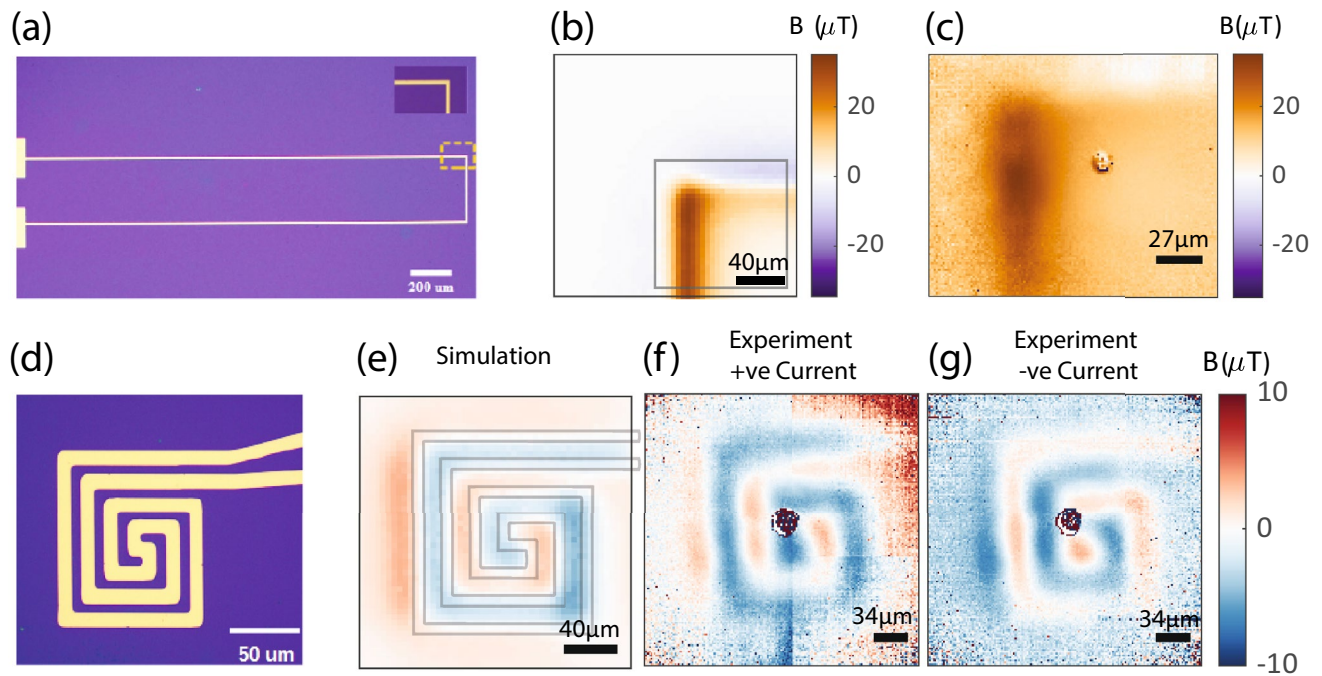 (a)
200 um
(b)
B (μT)
20
0
-20
40μm
(c)
B(μT)
20
0
-20
27μm
(d)
50 um
(e)
Simulation
40μm
(f)
Experiment
+ve Current
34μm
(g)
Experiment
-ve Current
34μm
B(μT)
10
0
-10